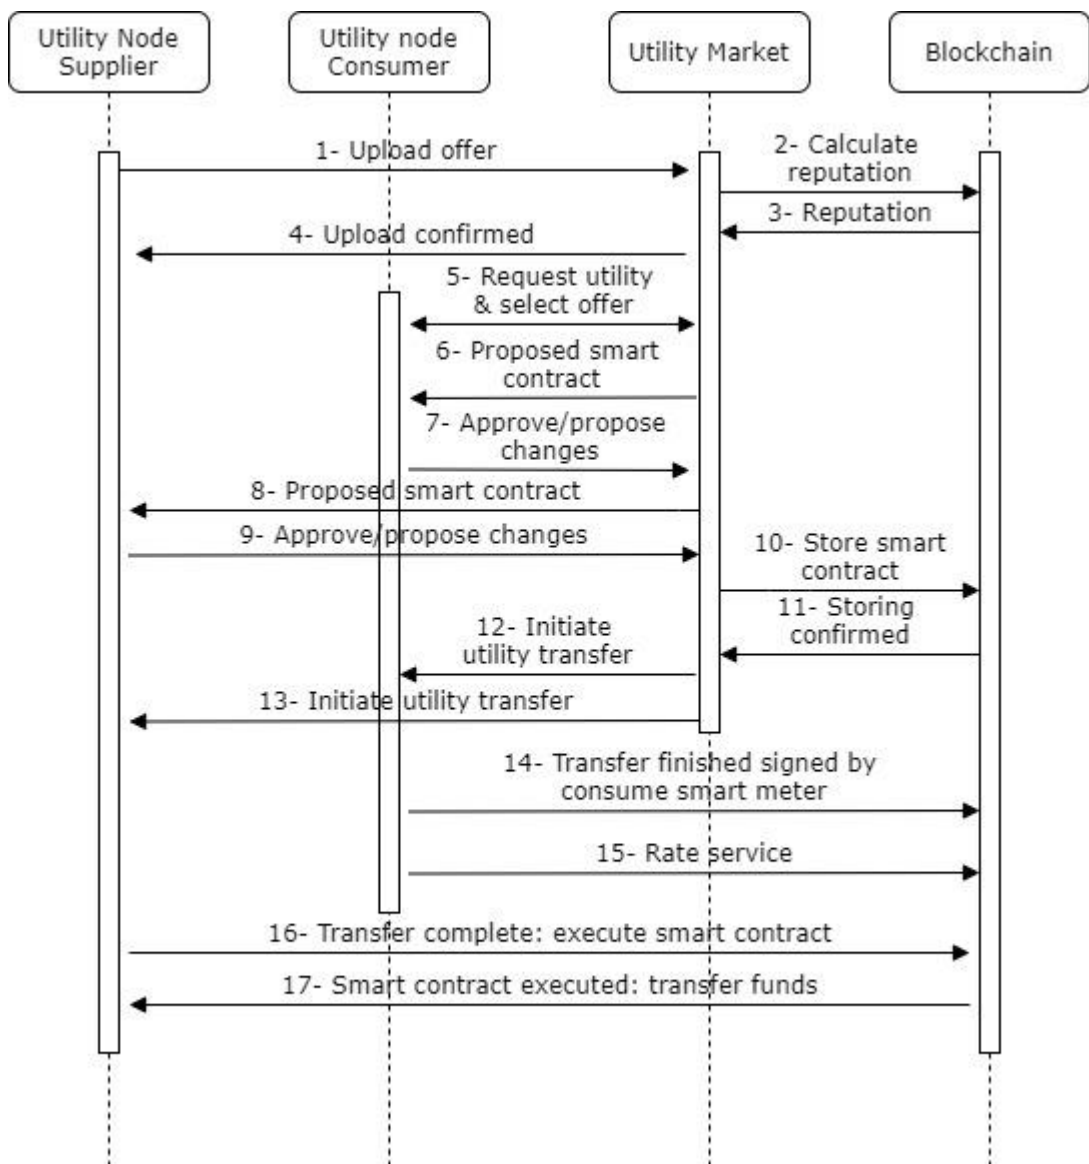 Utility Node
Supplier
Utility node
Consumer
Utility Market
Blockchain
1- Upload offer
2- Calculate
reputation
3- Reputation
4- Upload confirmed
5- Request utility
& select offer
6- Proposed smart
contract
7- Approve/propose
changes
8- Proposed smart contract
9- Approve/propose changes
10- Store smart
contract
11- Storing
confirmed
12- Initiate
utility transfer
13- Initiate utility transfer
14- Transfer finished signed by
consume smart meter
15- Rate service
16- Transfer complete: execute smart contract
17- Smart contract executed: transfer funds